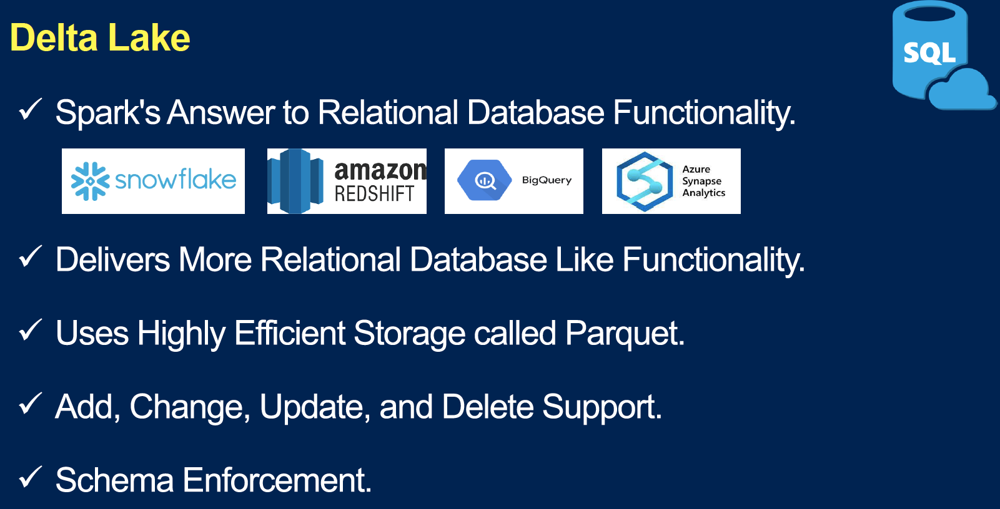 Delta Lake
SQL
✓ Spark's Answer to Relational Database Functionality.
snowflake
amazon
REDSHIFT
BigQuery
Azure
Synapse
Analytics
✓ Delivers More Relational Database Like Functionality.
✓ Uses Highly Efficient Storage called Parquet.
✓ Add, Change, Update, and Delete Support.
✓ Schema Enforcement.